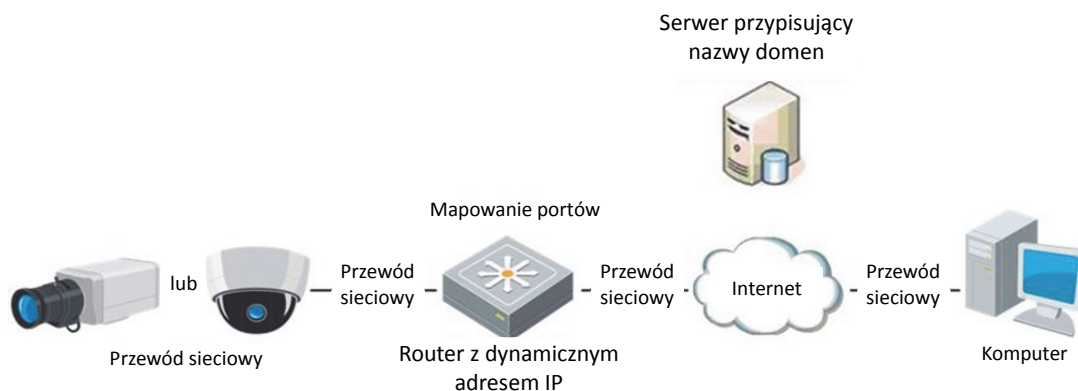 Serwer przypisujący
nazwy domen
Mapowanie portów
lub
Przewód
sieciowy
Przewód
sieciowy
Internet
Przewód
sieciowy
Przewód sieciowy
Router z dynamicznym
adresem IP
Komputer